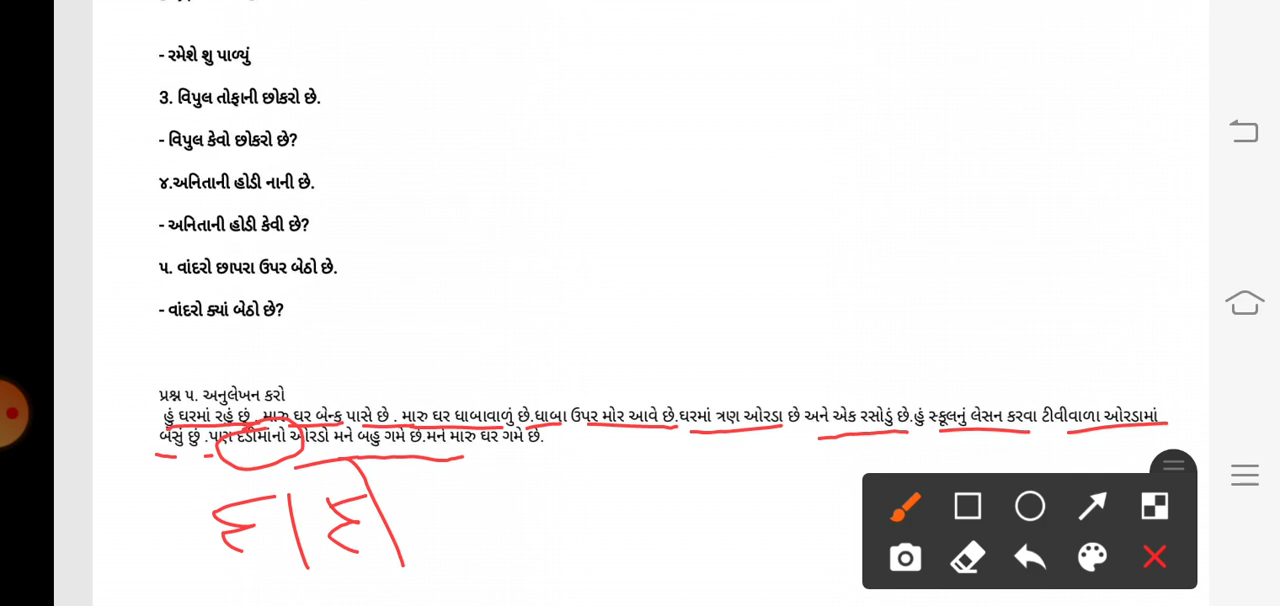 - રમેશે શુ પાળ્યું
3. વિપુલ તોફાની છોકરો છે.
- વિપુલ કેવો છોકરો છે?
૪.અનિતાની હોડી નાની છે.
- અનિતાની હોડી કેવી છે?
૫. વાંદરો છાપરા ઉપર બેઠો છે.
- વાંદરો ક્યાં બેઠો છે?
પ્રશ્ન ૫. અનુલેખન કરો
હું ઘરમાં રહું છું . મારુ ઘર બેન્ક પાસે છે . મારુ ઘર ધાબાવાળું છે.ધાબા ઉપર મોર આવે છે.ઘરમાં ત્રણ ઓરડા છે અને એક રસોડું છે.હું સ્કૂલનું લેસન કરવા ટીવીવાળા ઓરડામાં
બેસું છું .પણ દડામાંનો ઓરડો મને બહુ ગમે છે.મને મારુ ઘર ગમે છે.